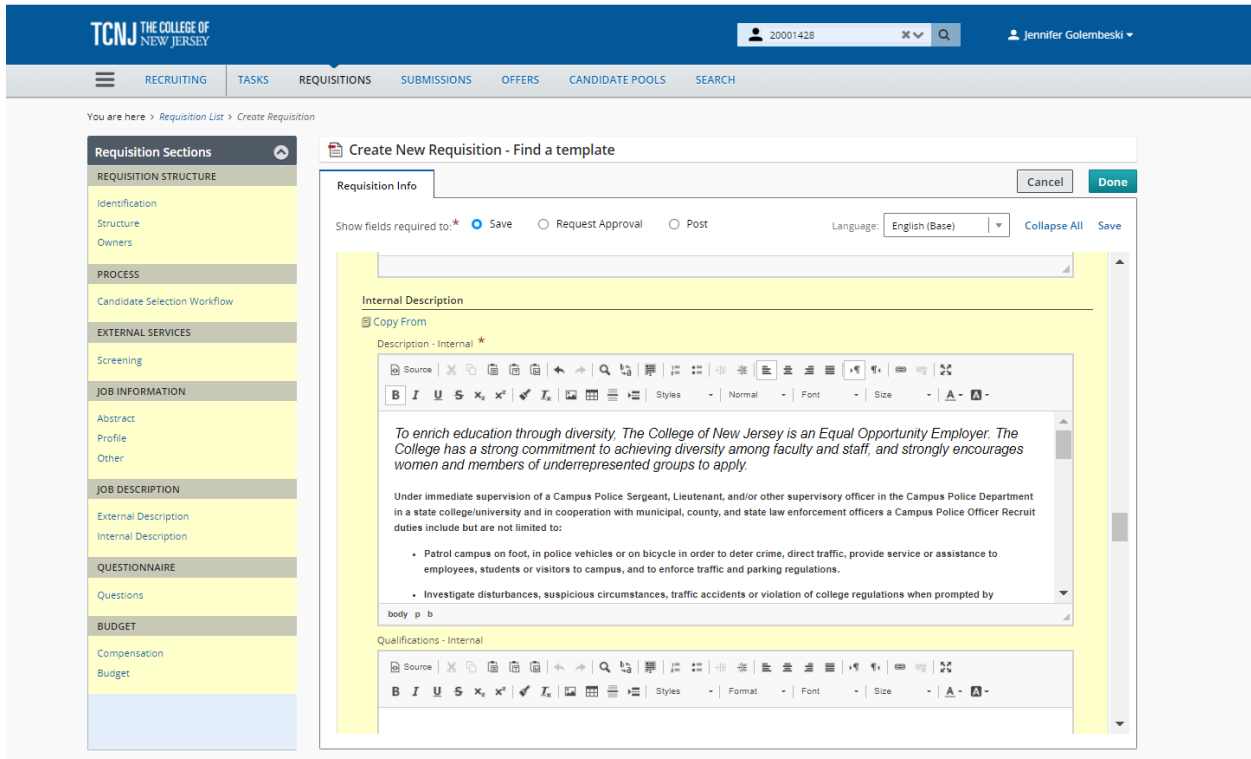 TCNJ THE COLLEGE OF
NEW JERSEY
20001428
Jennifer Golembeski
RECRUITING TASKS REQUISITIONS SUBMISSIONS OFFERS CANDIDATE POOLS SEARCH
You are here > Requisition List > Create Requisition
Requisition Sections
REQUISITION STRUCTURE
Identification
Structure
Owners
PROCESS
Candidate Selection Workflow
EXTERNAL SERVICES
Screening
JOB INFORMATION
Abstract
Profile
Other
JOB DESCRIPTION
External Description
Internal Description
QUESTIONNAIRE
Questions
BUDGET
Compensation
Budget
Create New Requisition - Find a template
Requisition Info
Cancel Done
Show fields required to:* Save Request Approval Post Language: English (Base) Collapse All Save
Internal Description
Copy From
Description - Internal *
Source
B I U S x₂ x² Iₓ Styles Normal Font Size A A
To enrich education through diversity, The College of New Jersey is an Equal Opportunity Employer. The
College has a strong commitment to achieving diversity among faculty and staff, and strongly encourages
women and members of underrepresented groups to apply.
Under immediate supervision of a Campus Police Sergeant, Lieutenant, and/or other supervisory officer in the Campus Police Department
in a state college/university and in cooperation with municipal, county, and state law enforcement officers a Campus Police Officer Recruit
duties include but are not limited to:
• Patrol campus on foot, in police vehicles or on bicycle in order to deter crime, direct traffic, provide service or assistance to
employees, students or visitors to campus, and to enforce traffic and parking regulations.
• Investigate disturbances, suspicious circumstances, traffic accidents or violation of college regulations when prompted by
body p b
Qualifications - Internal
Source
B I U S x₂ x² Iₓ Styles Format Font Size A A